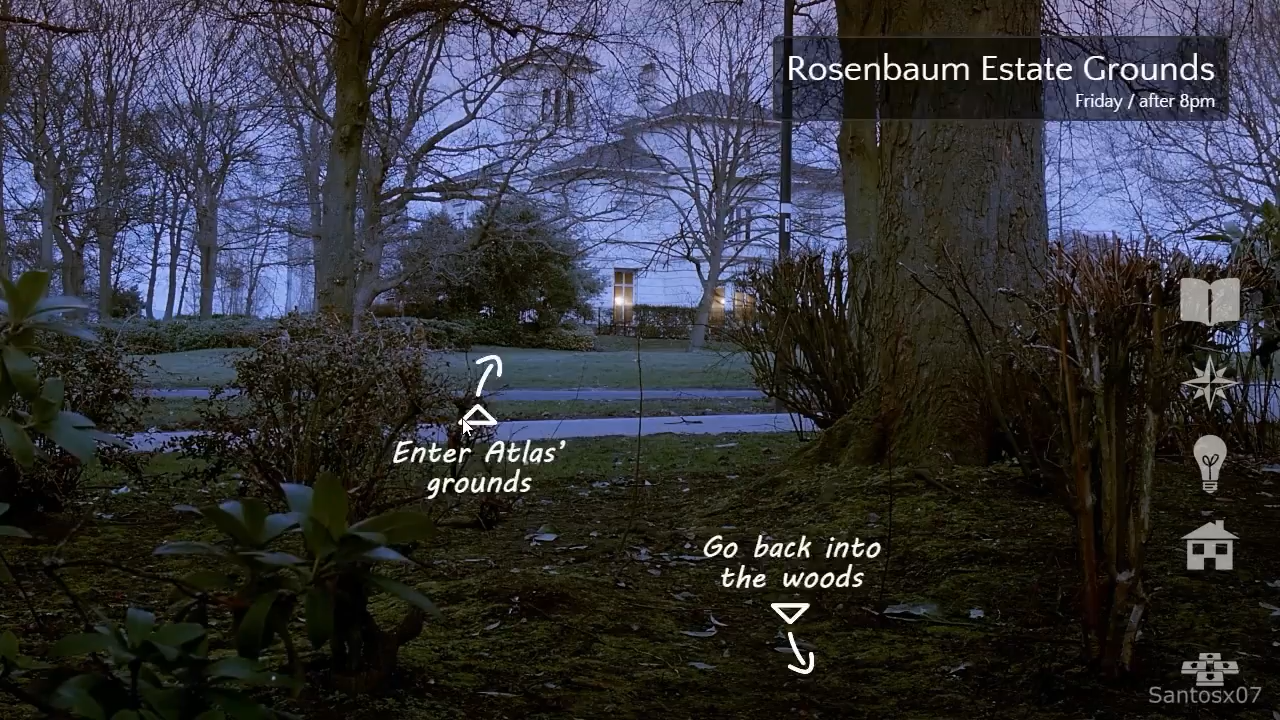 Rosenbaum Estate Grounds
Friday / after 8pm
Enter Atlas’
grounds
Go back into
the woods
Santosx07